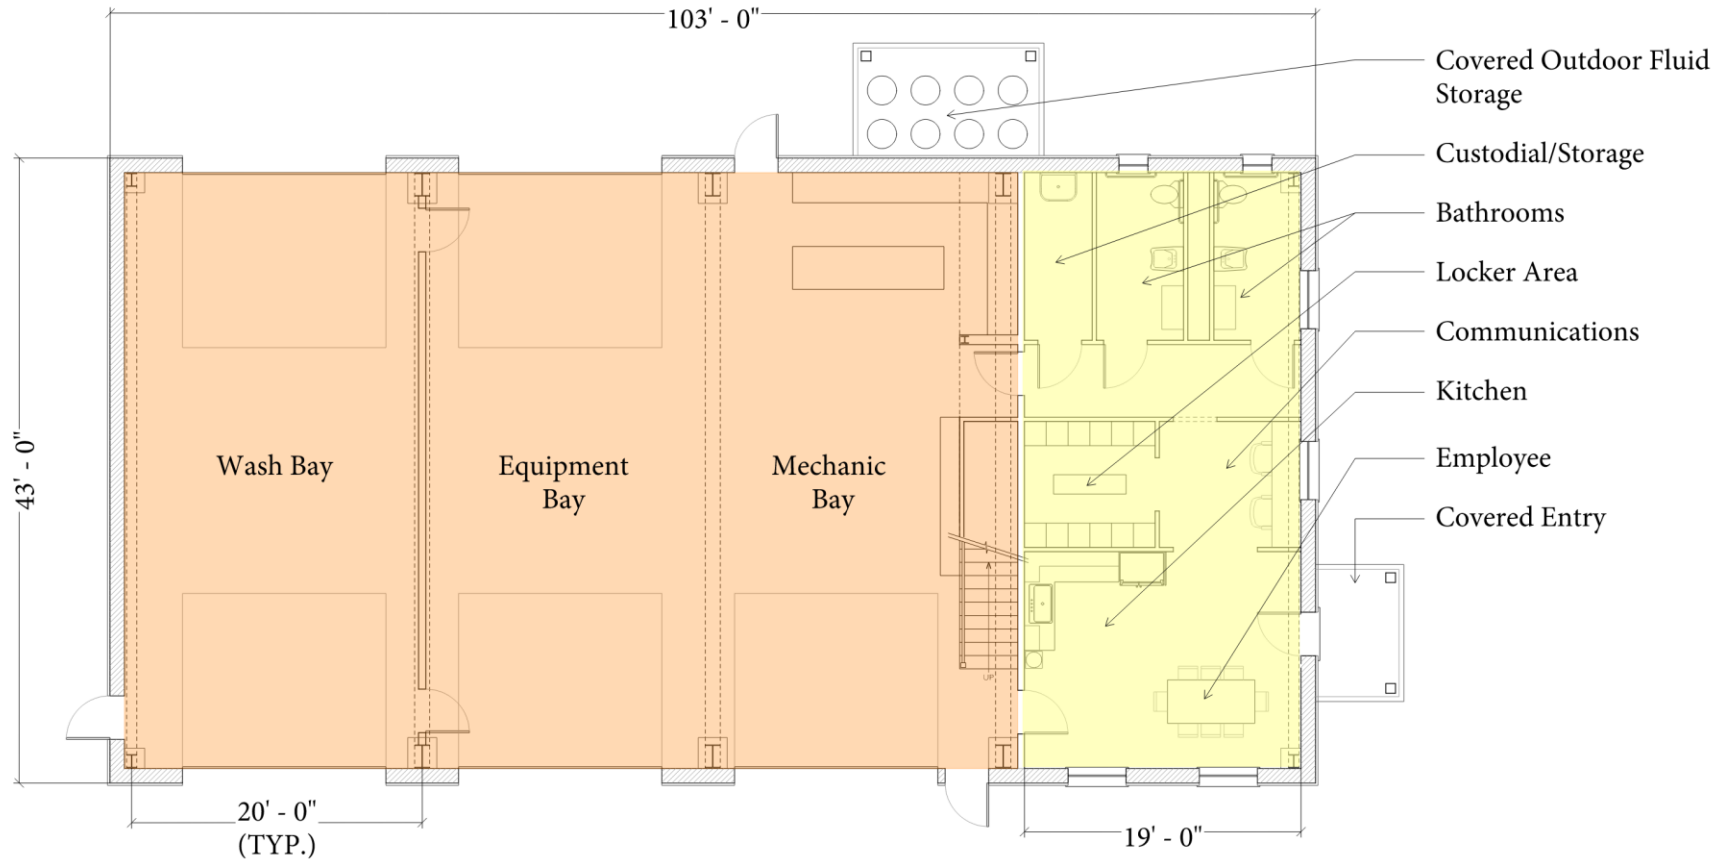 103' - 0"
Covered Outdoor Fluid
Storage
Custodial/Storage
Bathrooms
Locker Area
Communications
Kitchen
Employee
Covered Entry
43' - 0"
Wash Bay
Equipment
Bay
Mechanic
Bay
UP
20' - 0"
(TYP.)
19' - 0"